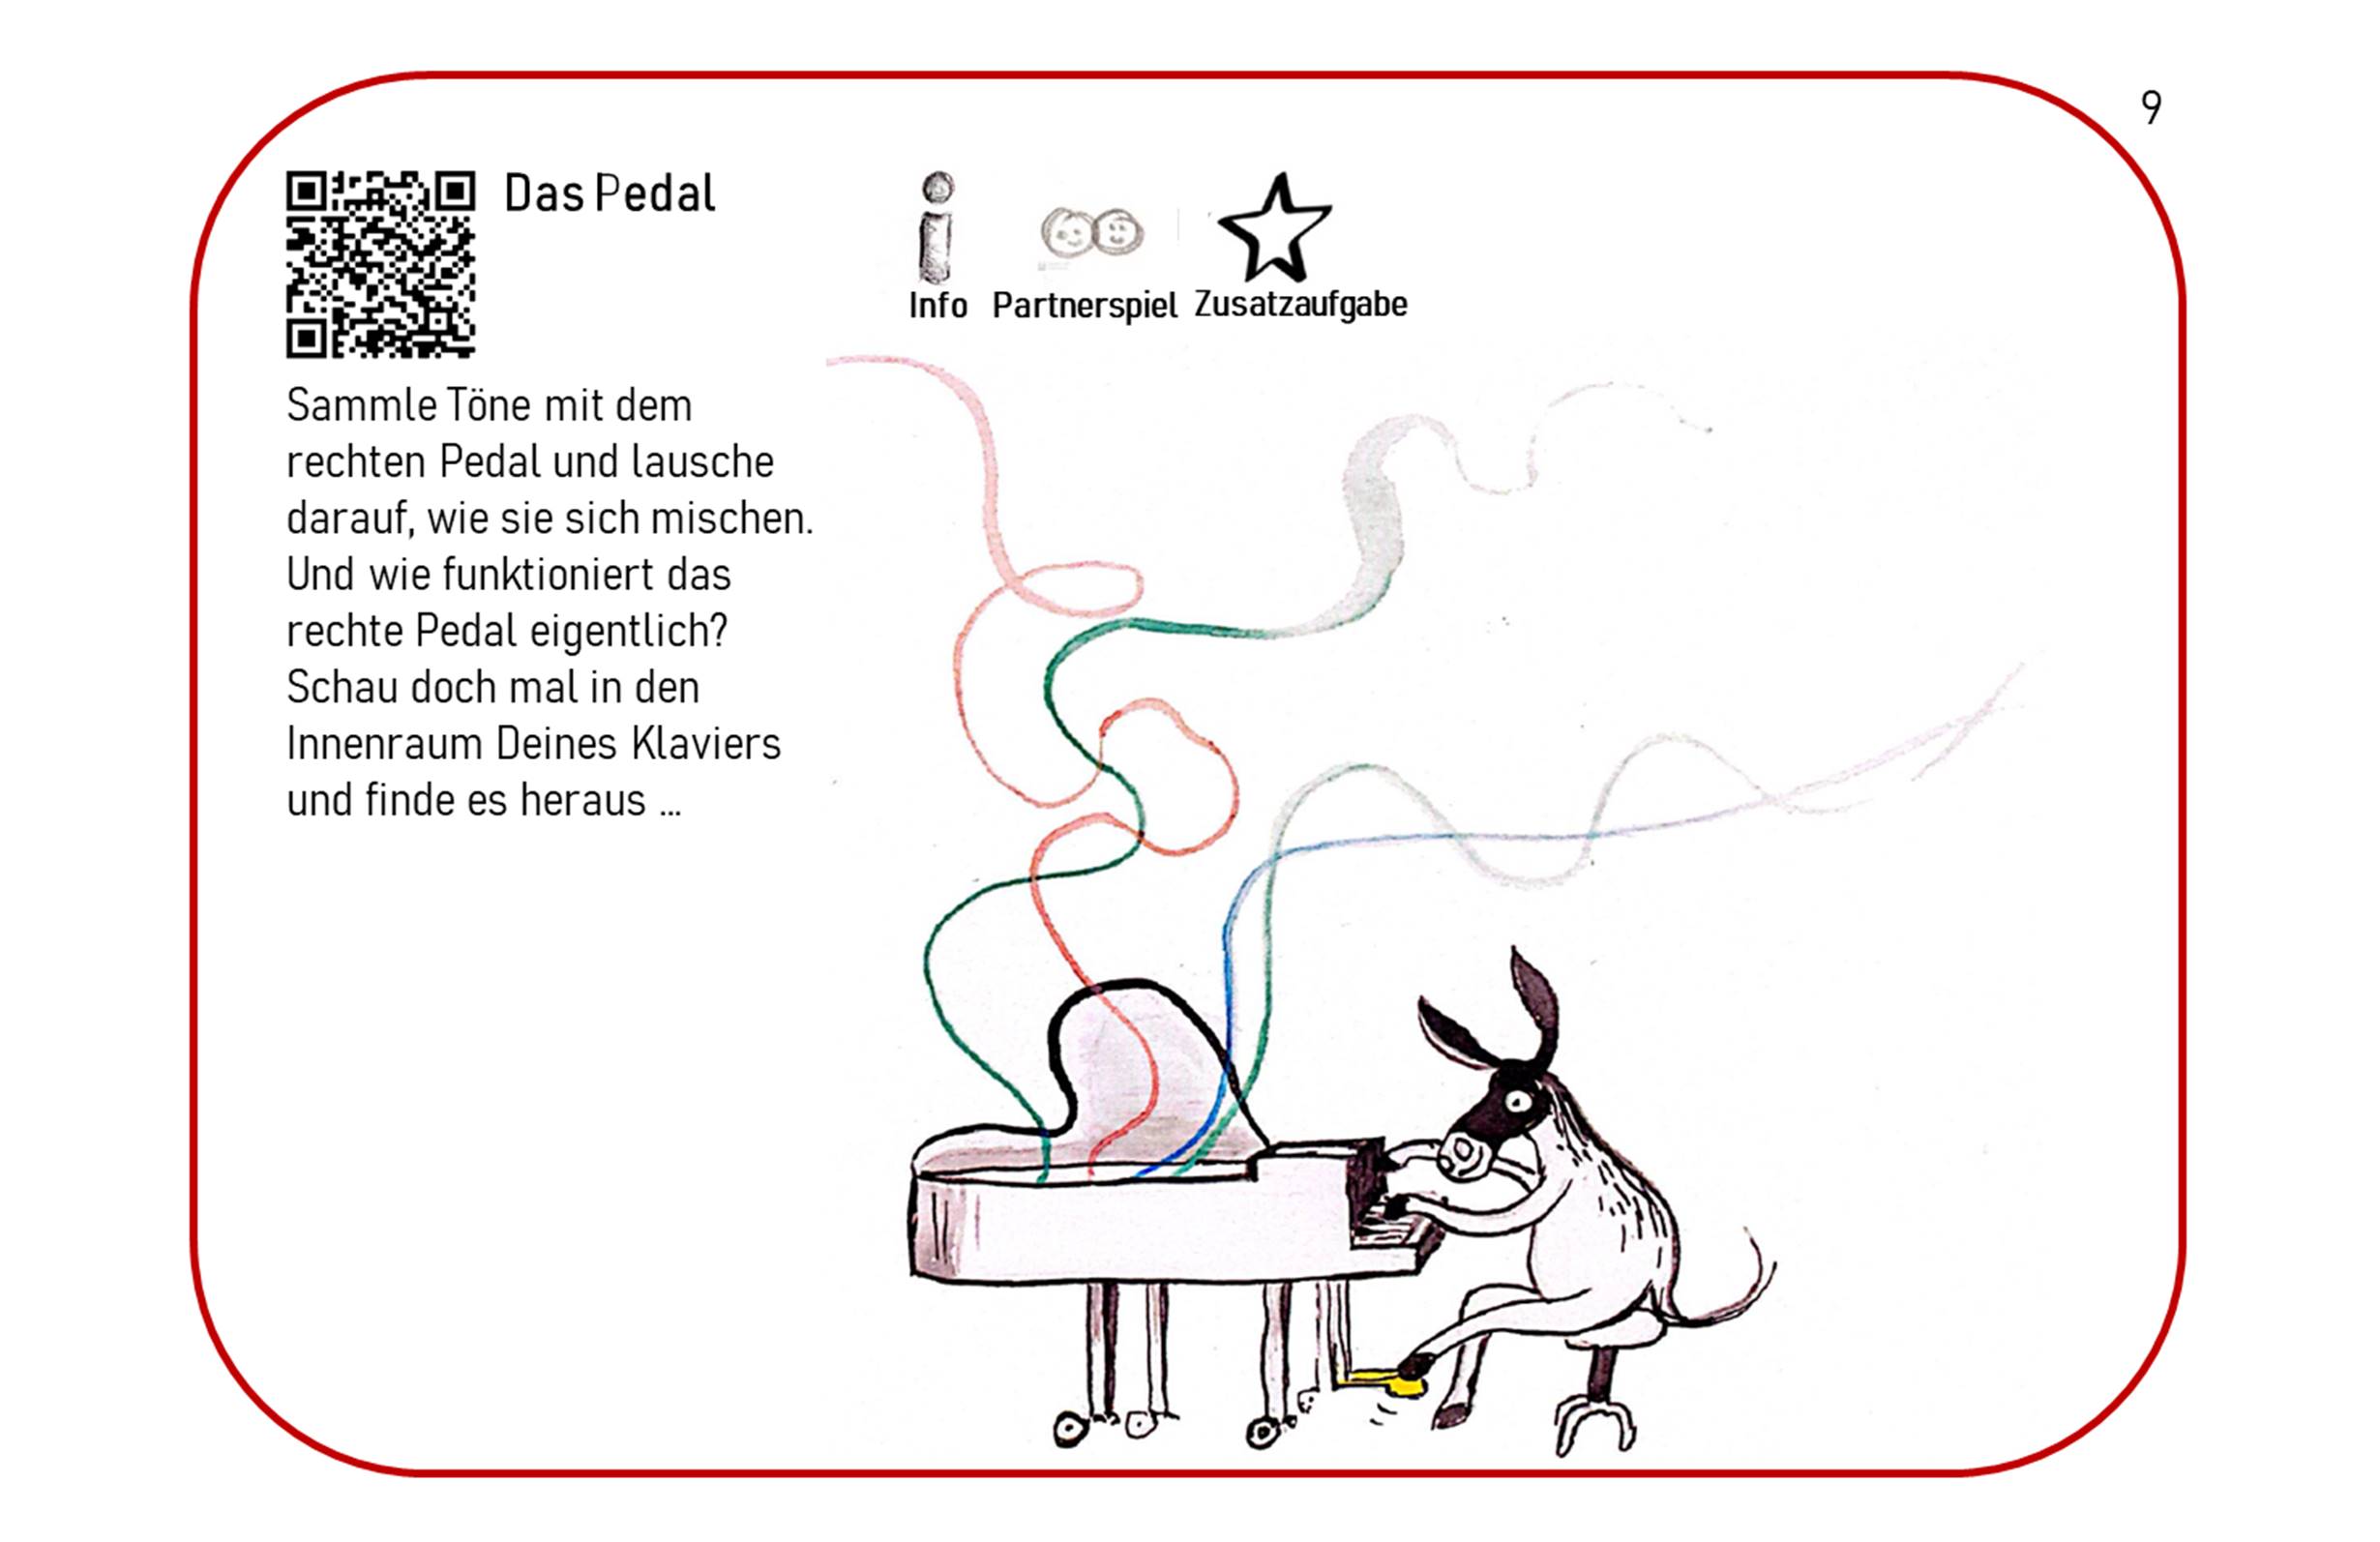 9
Das Pedal
Info Partnerspiel Zusatzaufgabe
Sammle Töne mit dem
rechten Pedal und lausche
darauf, wie sie sich mischen.
Und wie funktioniert das
rechte Pedal eigentlich?
Schau doch mal in den
Innenraum Deines Klaviers
und finde es heraus ...